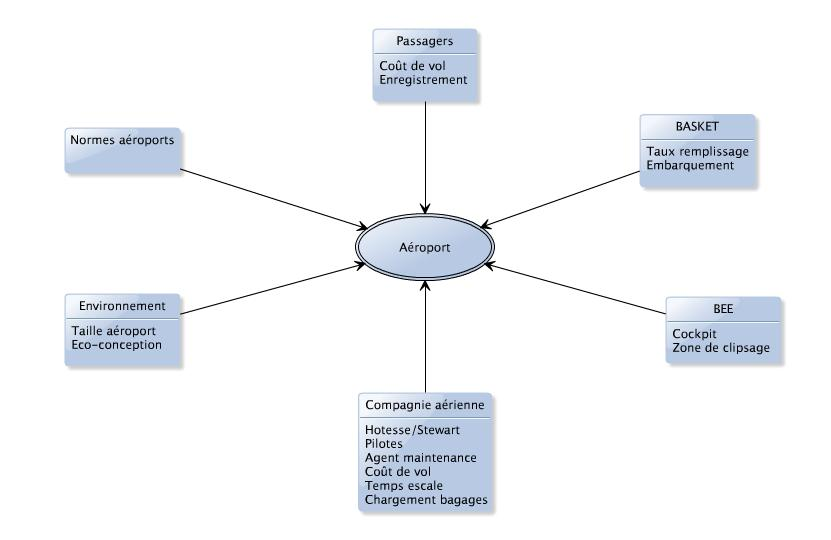 Passagers
Coût de vol
Enregistrement
Normes aéroports
BASKET
Taux remplissage
Embarquement
Aéroport
Environnement
Taille aéroport
Eco-conception
BEE
Cockpit
Zone de clipsage
Compagnie aérienne
Hotesse/Stewart
Pilotes
Agent maintenance
Coût de vol
Temps escale
Chargement bagages